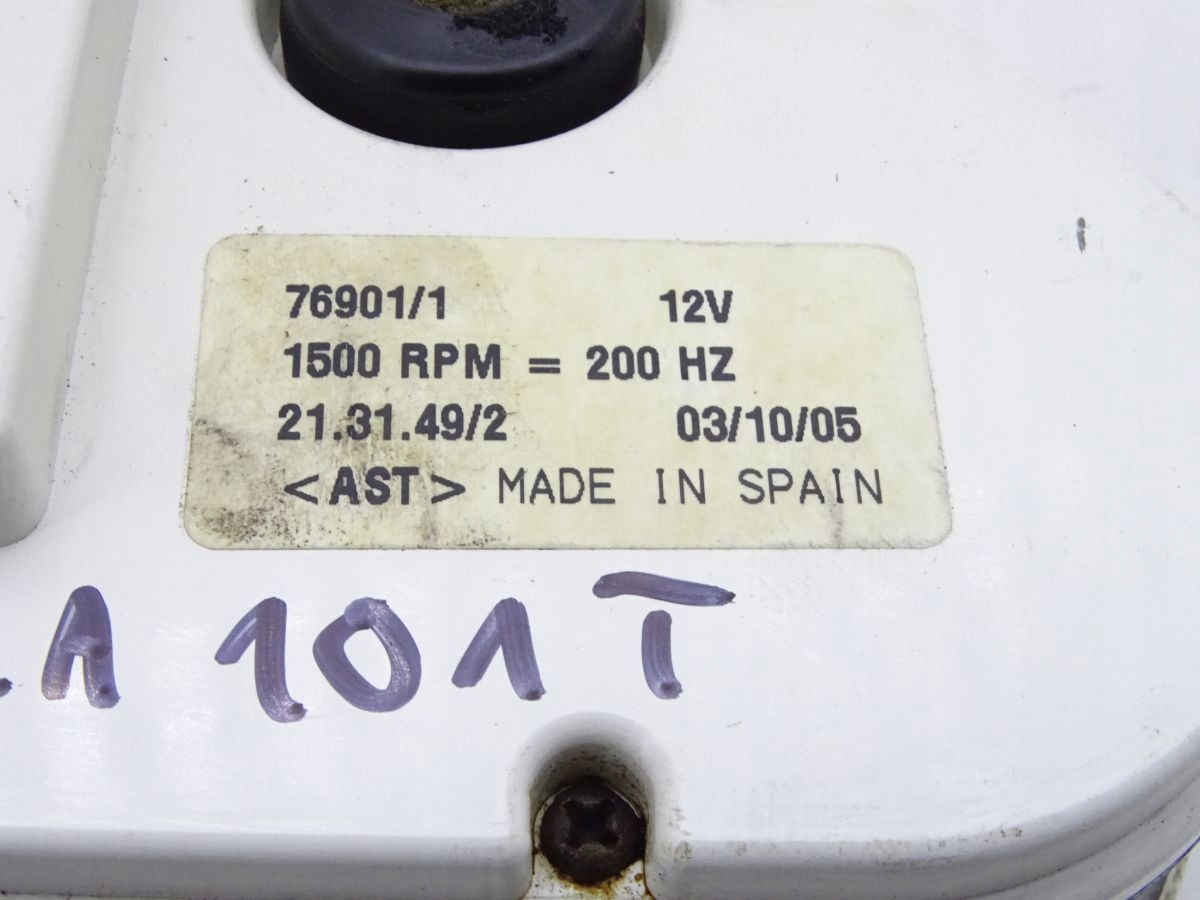 76901/1 12V
1500 RPM = 200 HZ
21.31.49/2 03/10/05
<AST> MADE IN SPAIN
.A 101T